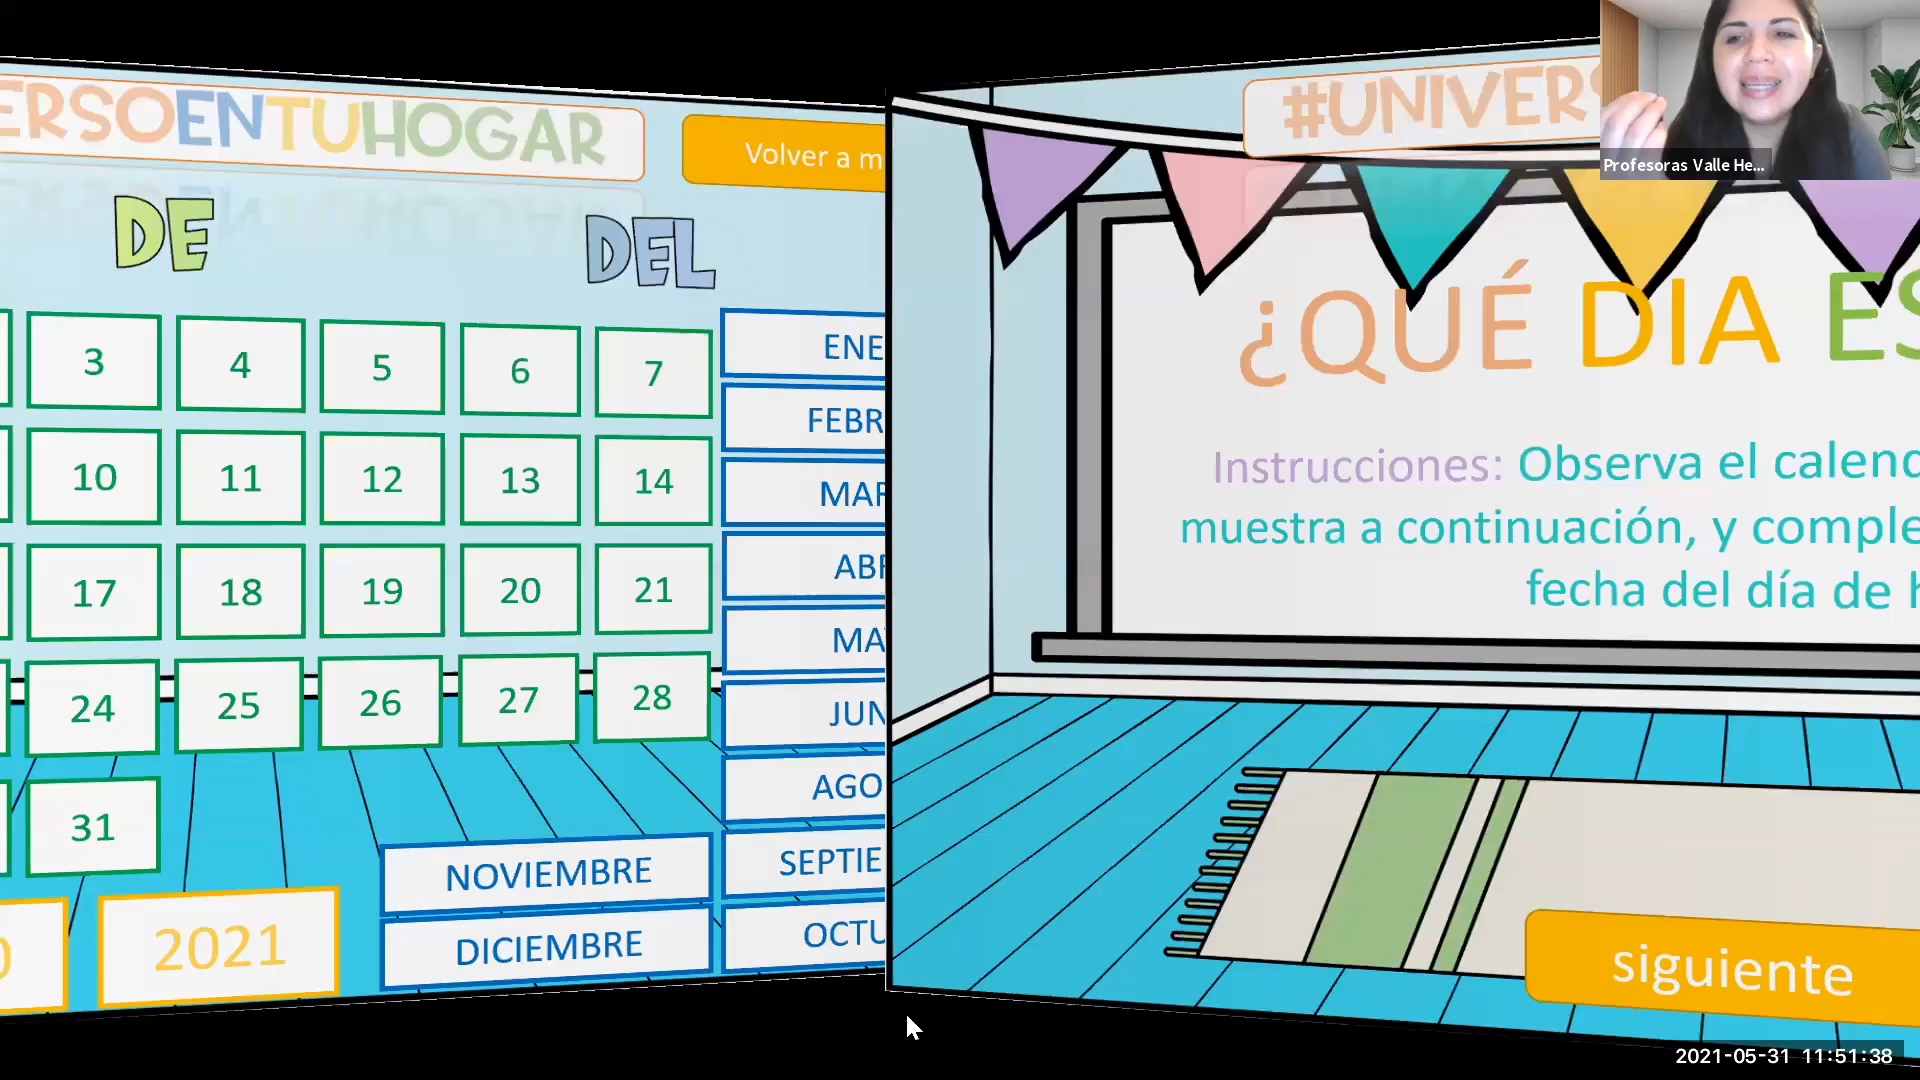 ERSOENTUHOGAR
Volver a m
DE
DEL
3 4 5 6 7
10 11 12 13 14
17 18 19 20 21
24 25 26 27 28
31
ENE
FEBR
MAR
ABR
MA
JUN
AGO
SEPTIE
OCTU
NOVIEMBRE
DICIEMBRE
0
2021
#UNIVERS
¿QUÉ DIA ES
Instrucciones: Observa el calend
muestra a continuación, y comple
fecha del día de h
siguiente
Profesoras Valle He...
2021-05-31 11:51:38